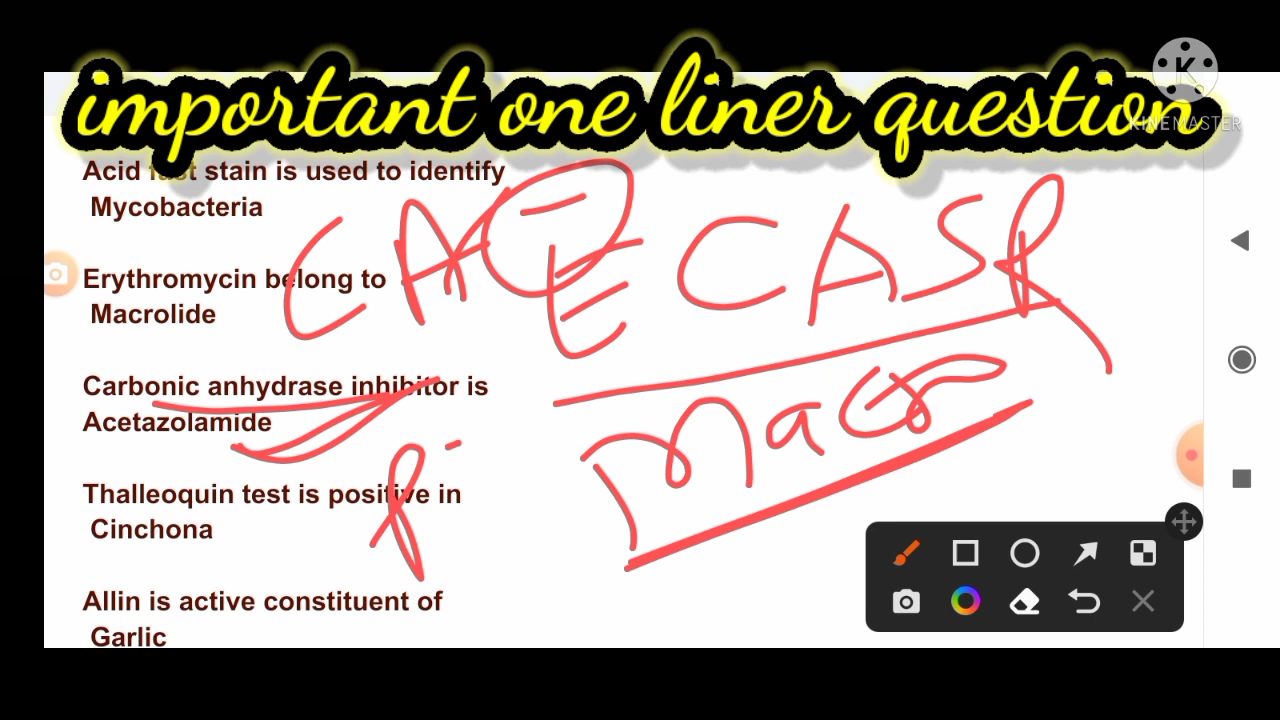 important one liner question
KINEMASTER
Acid fast stain is used to identify
Mycobacteria
Erythromycin belong to
Macrolide
Carbonic anhydrase inhibitor is
Acetazolamide
Thalleoquin test is positive in
Cinchona
Allin is active constituent of
Garlic